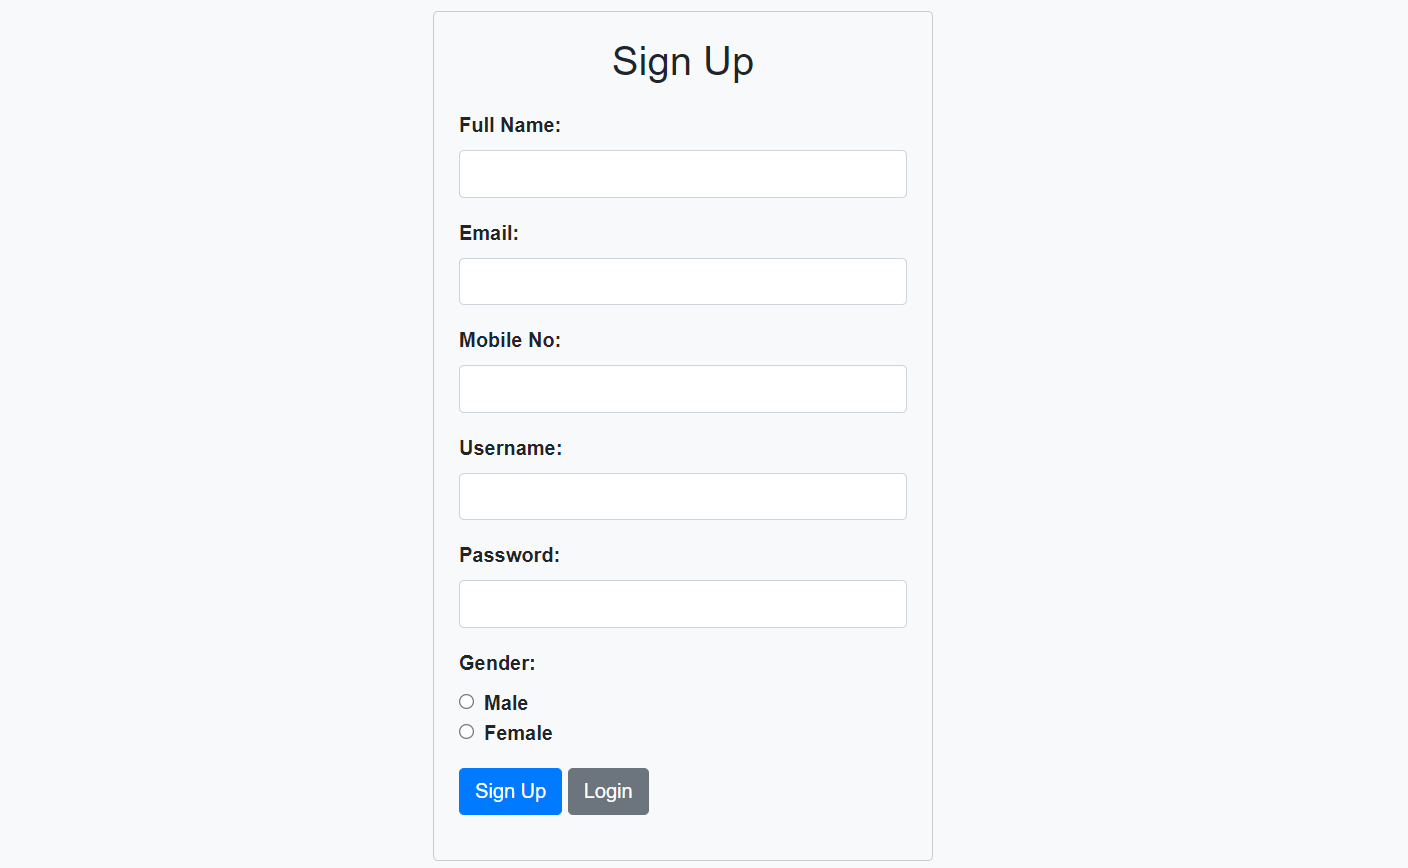 Sign Up
Full Name:
Email:
Mobile No:
Username:
Password:
Gender:
Male
Female
Sign Up Login